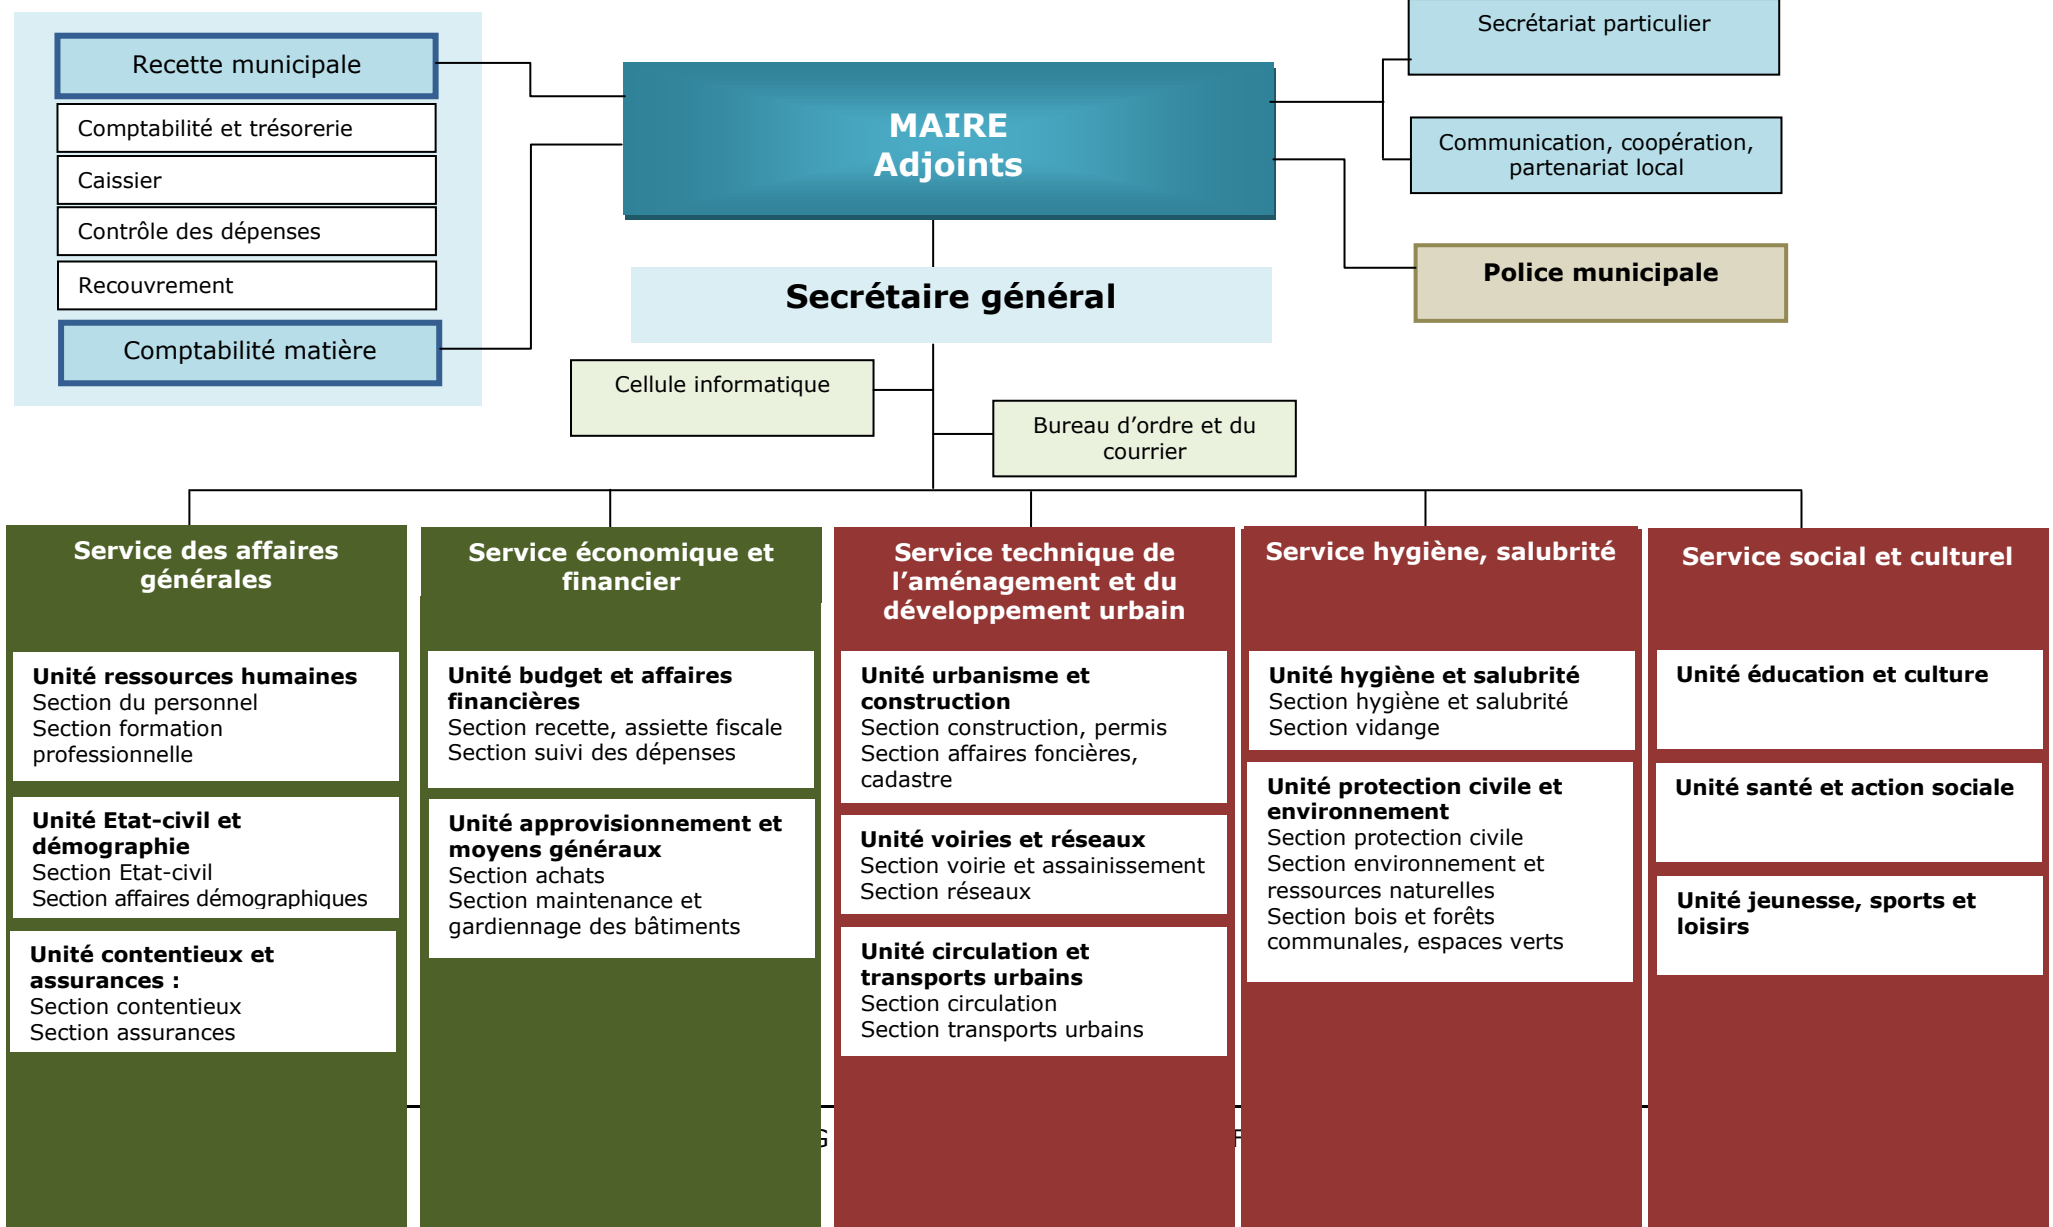 Recette municipale
Comptabilité et trésorerie
Caissier
Contrôle des dépenses
Recouvrement
Comptabilité matière
MAIRE
Adjoints
Secrétariat particulier
Communication, coopération,
partenariat local
Police municipale
Secrétaire général
Cellule informatique
Bureau d’ordre et du
courrier
Service des affaires
générales
Unité ressources humaines
Section du personnel
Section formation
professionnelle
Unité Etat-civil et
démographie
Section Etat-civil
Section affaires démographiques
Unité contentieux et
assurances :
Section contentieux
Section assurances
Service économique et
financier
Unité budget et affaires
financières
Section recette, assiette fiscale
Section suivi des dépenses
Unité approvisionnement et
moyens généraux
Section achats
Section maintenance et
gardiennage des bâtiments
Service technique de
l’aménagement et du
développement urbain
Unité urbanisme et
construction
Section construction, permis
Section affaires foncières,
cadastre
Unité voiries et réseaux
Section voirie et assainissement
Section réseaux
Unité circulation et
transports urbains
Section circulation
Section transports urbains
Service hygiène, salubrité
Unité hygiène et salubrité
Section hygiène et salubrité
Section vidange
Unité protection civile et
environnement
Section protection civile
Section environnement et
ressources naturelles
Section bois et forêts
communales, espaces verts
Service social et culturel
Unité éducation et culture
Unité santé et action sociale
Unité jeunesse, sports et
loisirs